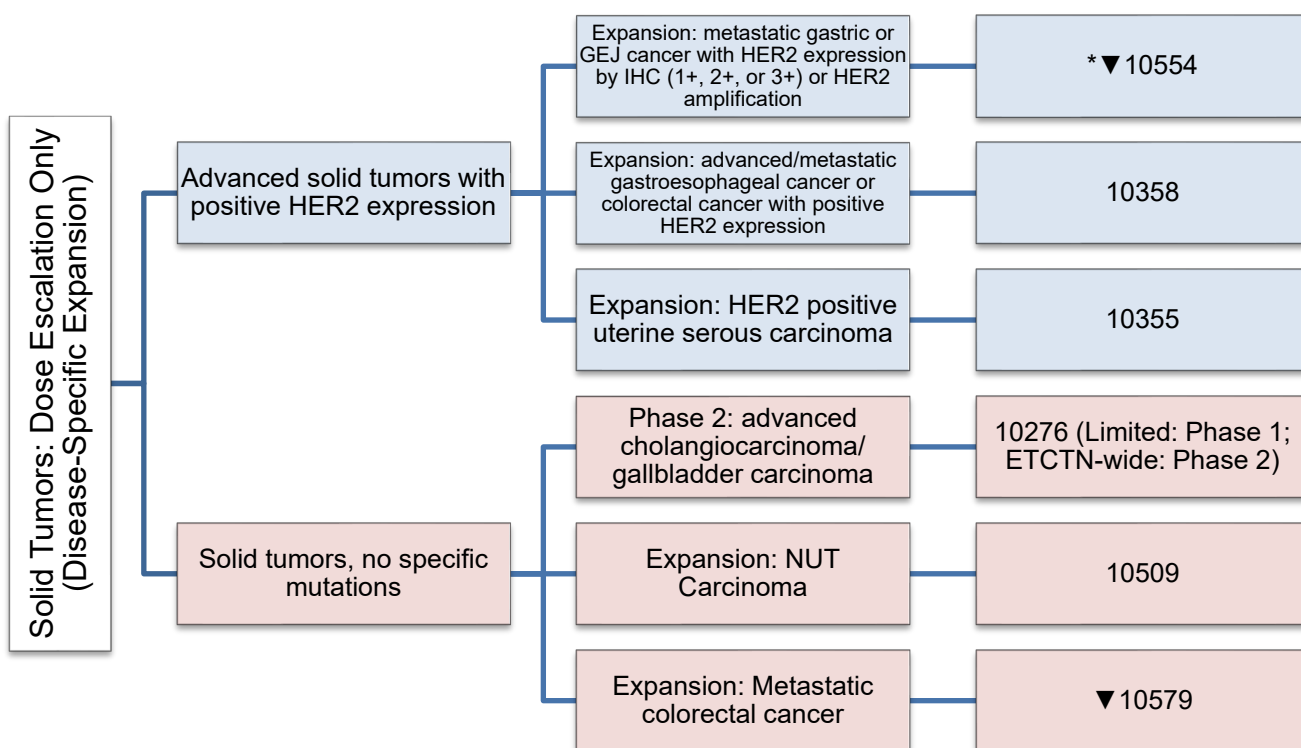 Solid Tumors: Dose Escalation Only
(Disease-Specific Expansion)
Advanced solid tumors with
positive HER2 expression
Expansion: metastatic gastric or
GEJ cancer with HER2 expression
by IHC (1+, 2+, or 3+) or HER2
amplification
*▼10554
Expansion: advanced/metastatic
gastroesophageal cancer or
colorectal cancer with positive
HER2 expression
10358
Expansion: HER2 positive
uterine serous carcinoma
10355
Solid tumors, no specific
mutations
Phase 2: advanced
cholangiocarcinoma/
gallbladder carcinoma
10276 (Limited: Phase 1;
ETCTN-wide: Phase 2)
Expansion: NUT
Carcinoma
10509
Expansion: Metastatic
colorectal cancer
▼10579